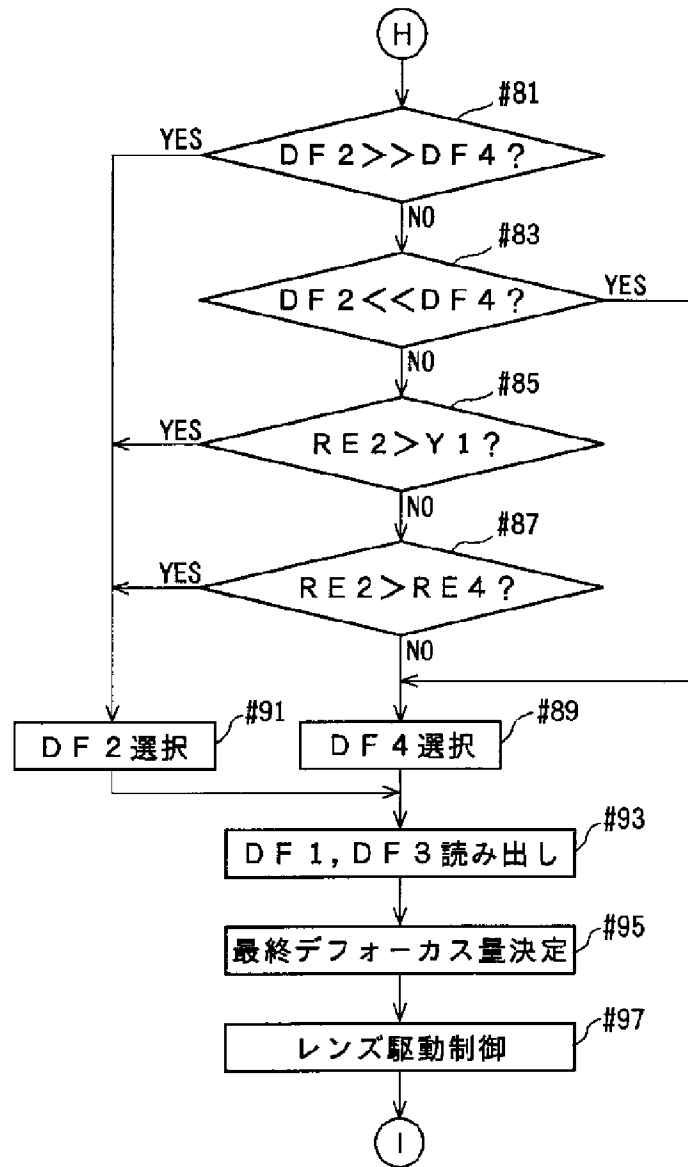 H
#81
YES
DF2>>DF4?
NO
#83
YES
DF2<<DF4?
NO
#85
YES
RE2>Y1?
NO
#87
YES
RE2>RE4?
NO
#91
#89
DF2選択
DF4選択
#93
DF1,DF3読み出し
#95
最終デフォーカス量決定
#97
レンズ駆動制御
I